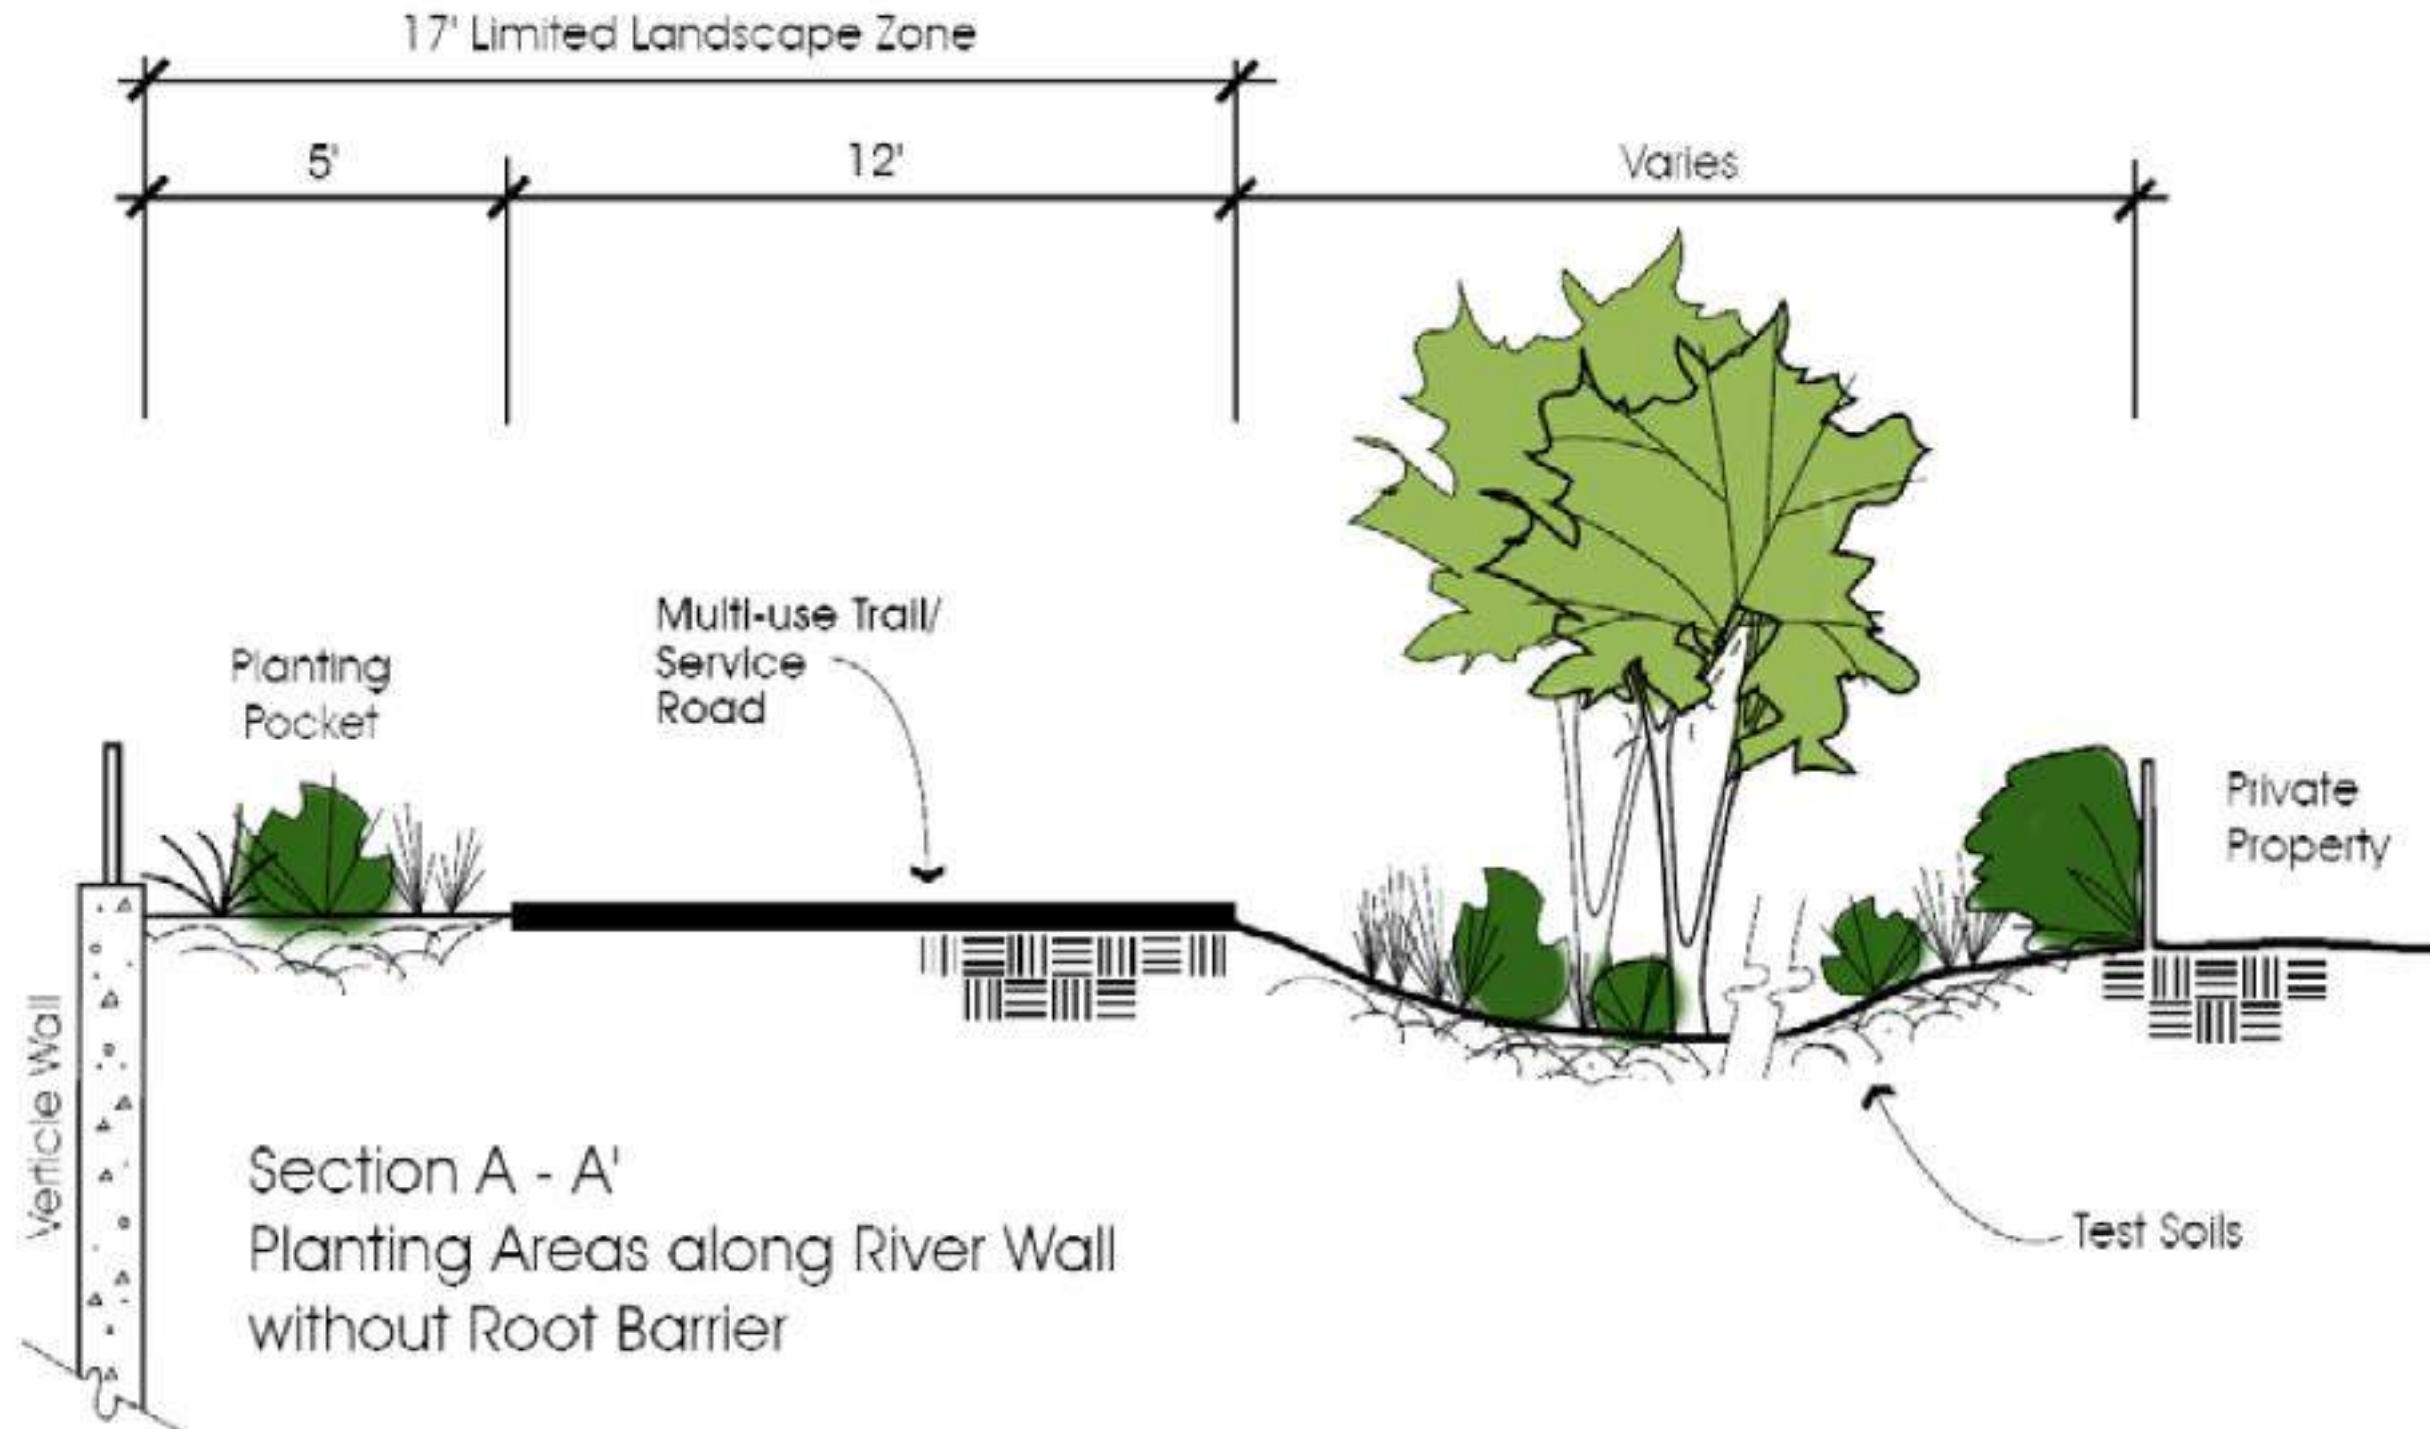 17' Limited Landscape Zone
5'
12'
Varies
Multi-use Trail/
Service
Road
Planting
Pocket
Private
Property
Verticle Wall
Section A - A'
Planting Areas along River Wall
without Root Barrier
Test Soils